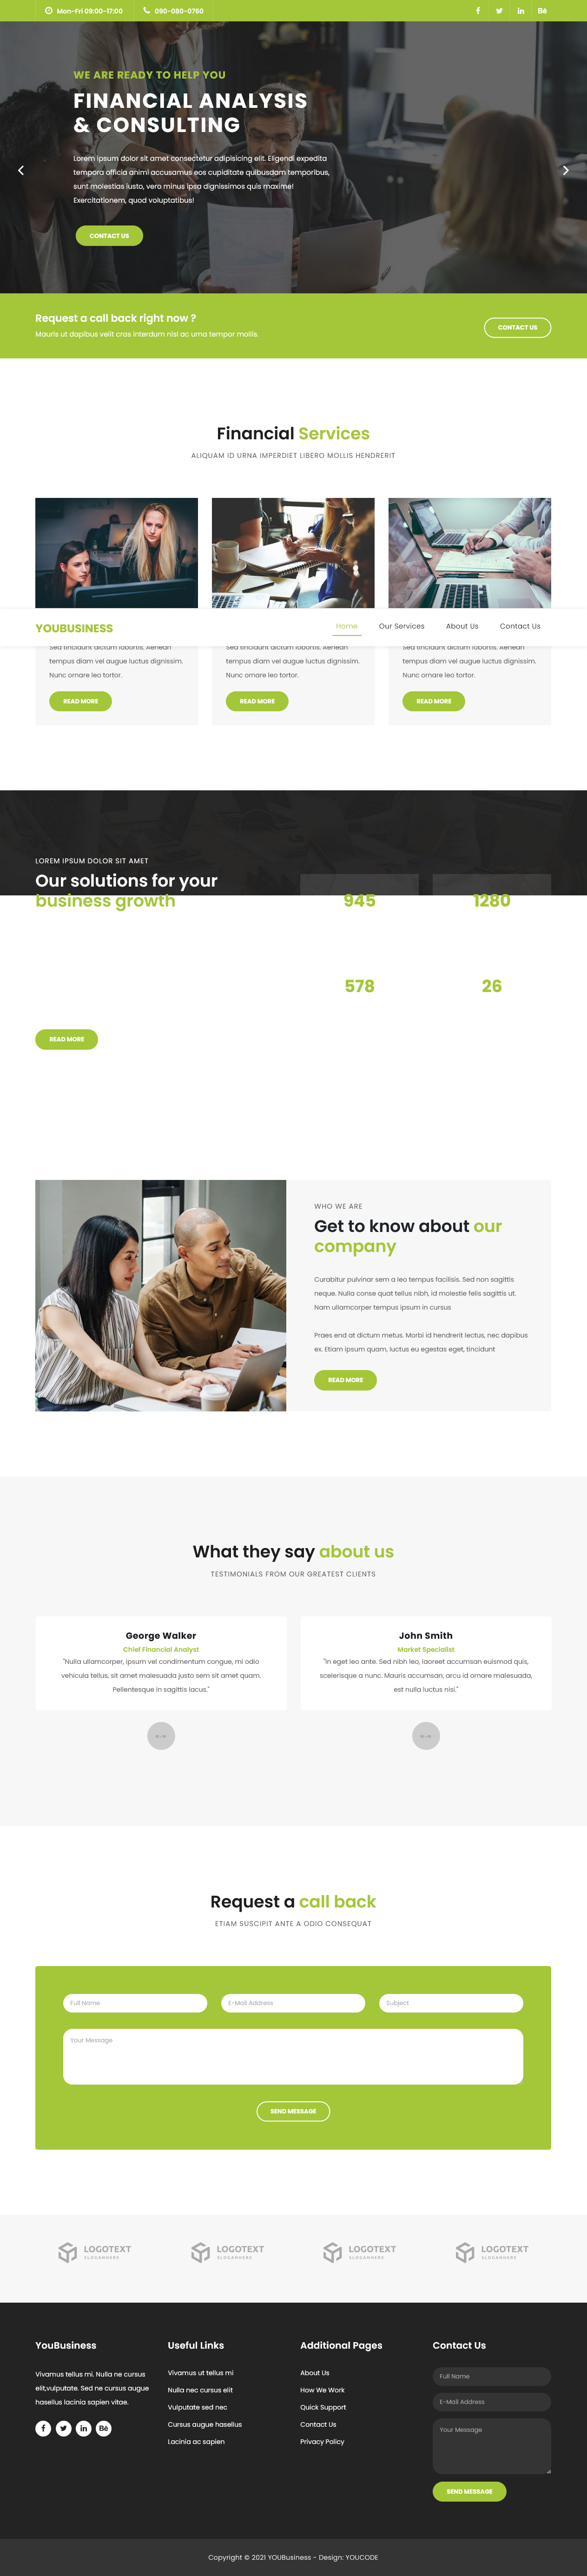 Mon-Fri 09:00-17:00
090-080-0760
WE ARE READY TO HELP YOU
FINANCIAL ANALYSIS
& CONSULTING
Lorem ipsum dolor sit amet consectetur adipisicing elit. Eligendi expedita
tempora officia animi accusamus eos cupiditate quibusdam temporibus,
sunt molestias iusto, vero minus ipsa dignissimos quis maxime!
Exercitationem, quod voluptatibus!
CONTACT US
Request a call back right now ?
Mauris ut dapibus velit cras interdum nisl ac urna tempor mollis.
CONTACT US
Financial Services
ALIQUAM ID URNA IMPERDIET LIBERO MOLLIS HENDRERIT
YOUBUSINESS
Home
Our Services
About Us
Contact Us
Sed tincidunt dictum lobortis. Aenean
tempus diam vel augue luctus dignissim.
Nunc ornare leo tortor.
READ MORE
Sed tincidunt dictum lobortis. Aenean
tempus diam vel augue luctus dignissim.
Nunc ornare leo tortor.
READ MORE
Sed tincidunt dictum lobortis. Aenean
tempus diam vel augue luctus dignissim.
Nunc ornare leo tortor.
READ MORE
LOREM IPSUM DOLOR SIT AMET
Our solutions for your
business growth
READ MORE
945
1280
578
26
WHO WE ARE
Get to know about our
company
Curabitur pulvinar sem a leo tempus facilisis. Sed non sagittis
neque. Nulla conse quat tellus nibh, id molestie felis sagittis ut.
Nam ullamcorper tempus ipsum in cursus
Praes end at dictum metus. Morbi id hendrerit lectus, nec dapibus
ex. Etiam ipsum quam, luctus eu egestas eget, tincidunt
READ MORE
What they say about us
TESTIMONIALS FROM OUR GREATEST CLIENTS
George Walker
Chief Financial Analyst
"Nulla ullamcorper, ipsum vel condimentum congue, mi odio
vehicula tellus, sit amet malesuada justo sem sit amet quam.
Pellentesque in sagittis lacus."
John Smith
Market Specialist
"In eget leo ante. Sed nibh leo, laoreet accumsan euismod quis,
scelerisque a nunc. Mauris accumsan, arcu id ornare malesuada,
est nulla luctus nisi."
Request a call back
ETIAM SUSCIPIT ANTE A ODIO CONSEQUAT
Full Name
E-Mail Address
Subject
Your Message
SEND MESSAGE
LOGOTEXT
SLOGANHERE
LOGOTEXT
SLOGANHERE
LOGOTEXT
SLOGANHERE
LOGOTEXT
SLOGANHERE
YouBusiness
Vivamus tellus mi. Nulla ne cursus
elit,vulputate. Sed ne cursus augue
hasellus lacinia sapien vitae.
Useful Links
Vivamus ut tellus mi
Nulla nec cursus elit
Vulputate sed nec
Cursus augue hasellus
Lacinia ac sapien
Additional Pages
About Us
How We Work
Quick Support
Contact Us
Privacy Policy
Contact Us
Full Name
E-Mail Address
Your Message
SEND MESSAGE
Copyright © 2021 YOUBusiness - Design: YOUCODE